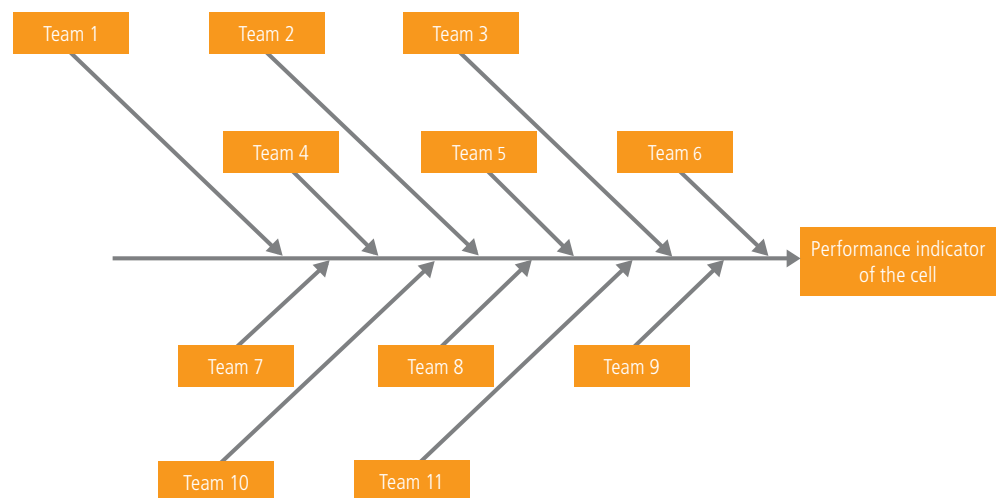 Team 1
Team 2
Team 3
Team 4
Team 5
Team 6
Performance indicator
of the cell
Team 7
Team 8
Team 9
Team 10
Team 11